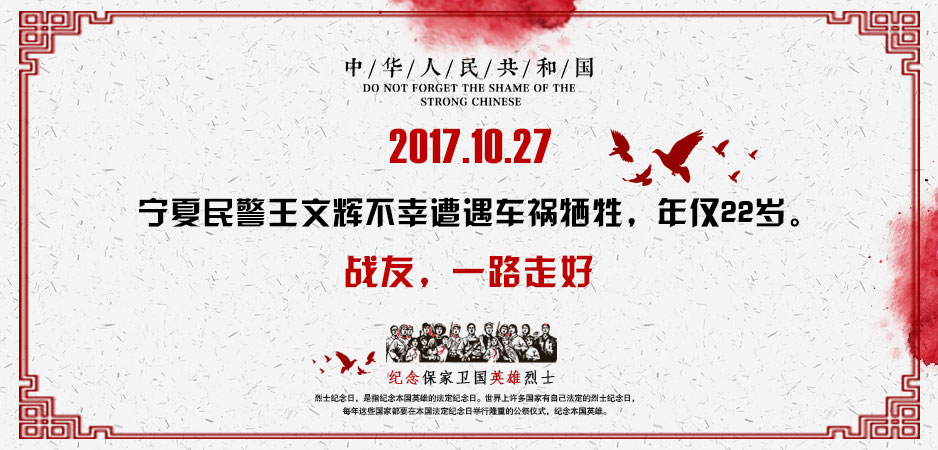 中/华/人/民/共/和/国
DO NOT FORGET THE SHAME OF THE
STRONG CHINESE
2017.10.27
宁夏民警王文辉不幸遭遇车祸牺牲，年仅22岁。
战友，一路走好
纪念保家卫国英雄烈士
烈士纪念日，是指纪念本国英雄的法定纪念日。世界上许多国家有自己法定的烈士纪念日，
每年这些国家都要在本国法定纪念日举行隆重的公祭仪式，纪念本国英雄。